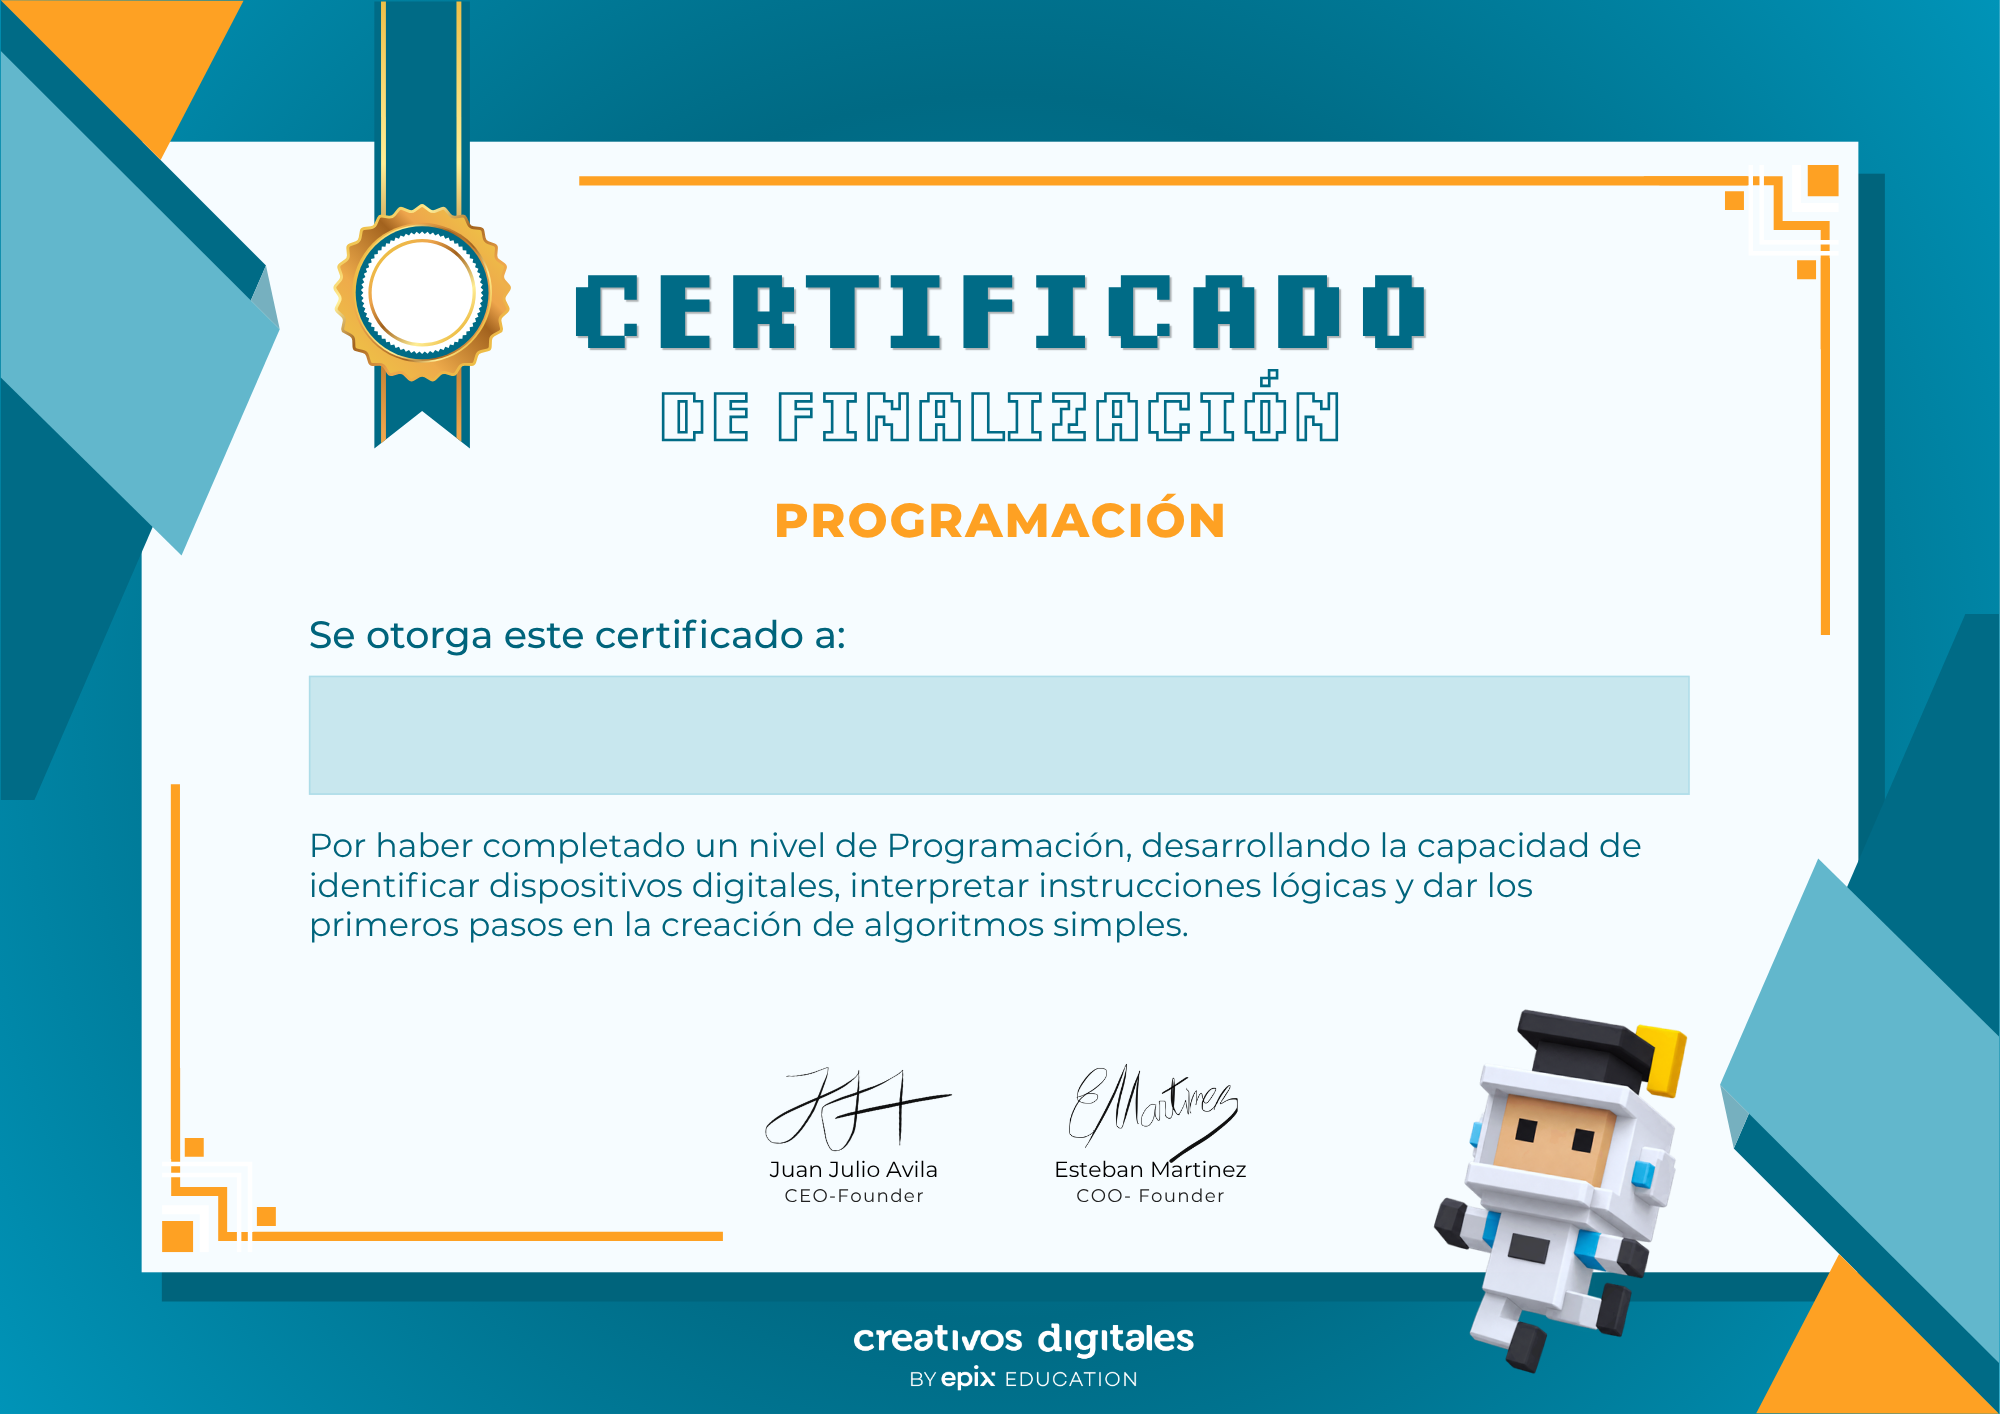 CERTIFICADO
DE FINALIZACIÓN
PROGRAMACIÓN
Se otorga este certificado a:
Por haber completado un nivel de Programación, desarrollando la capacidad de
identificar dispositivos digitales, interpretar instrucciones lógicas y dar los
primeros pasos en la creación de algoritmos simples.
E Martinez
Juan Julio Avila
CEO-Founder
Esteban Martinez
COO- Founder
creativos digitales
BY epix EDUCATION